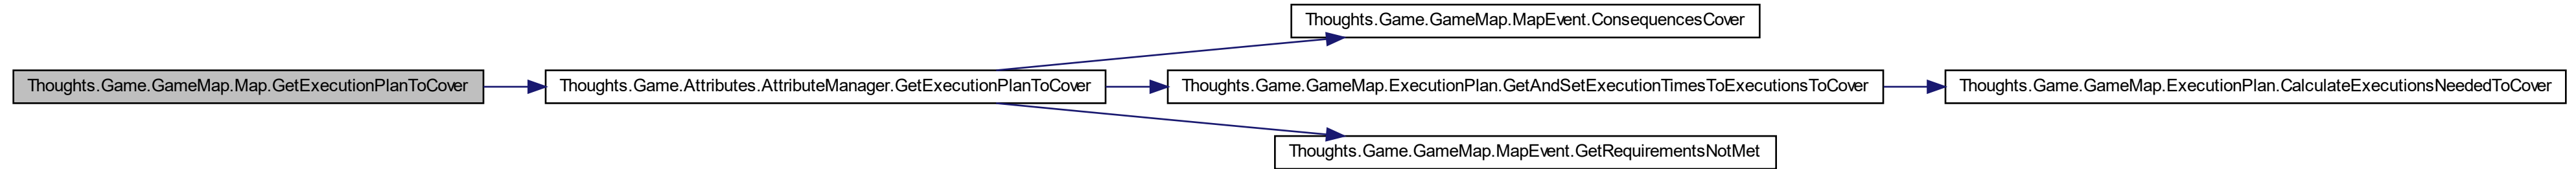 Thoughts.Game.GameMap.MapEvent.ConsequencesCover
Thoughts.Game.GameMap.Map.GetExecutionPlanToCover
Thoughts.Game.Attributes.AttributeManager.GetExecutionPlanToCover
Thoughts.Game.GameMap.ExecutionPlan.GetAndSetExecutionTimesToExecutionsToCover
Thoughts.Game.GameMap.ExecutionPlan.CalculateExecutionsNeededToCover
Thoughts.Game.GameMap.MapEvent.GetRequirementsNotMet